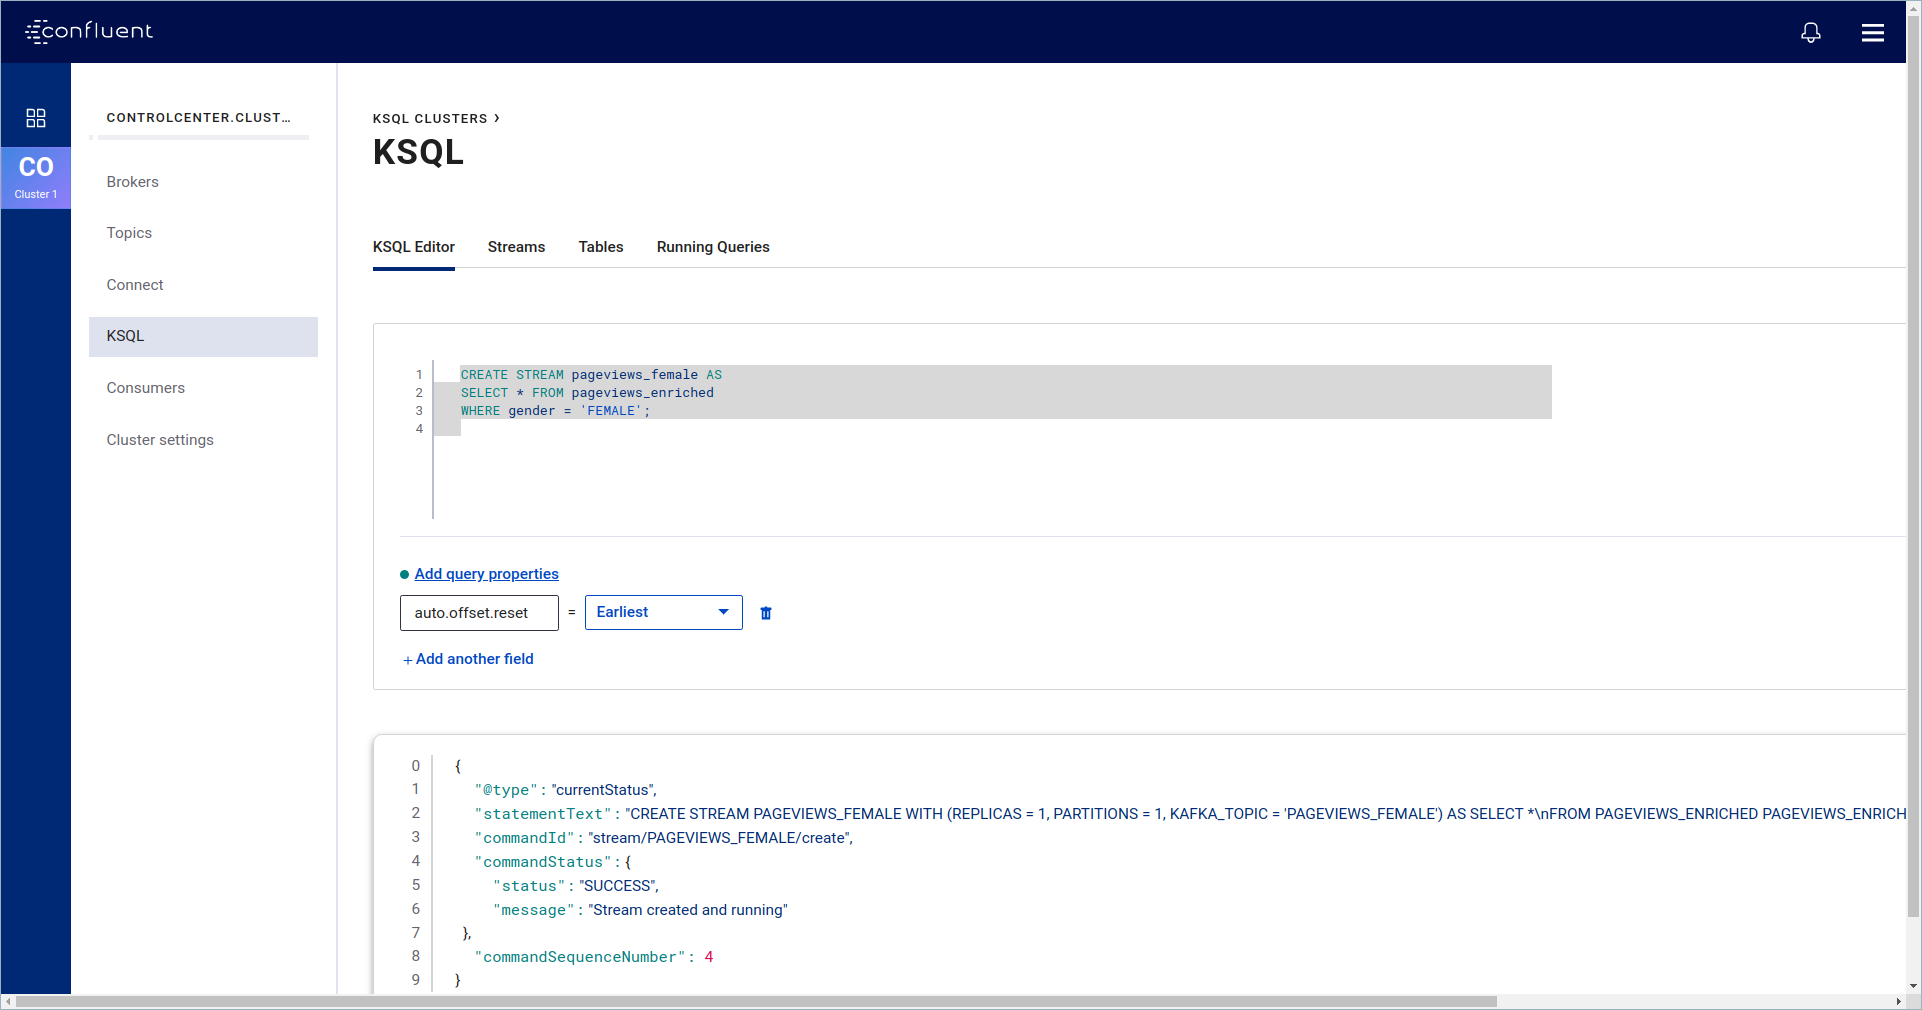 confluent
CONTROLCENTER.CLUST...
CO
Cluster 1
Brokers
Topics
Connect
KSQL
Consumers
Cluster settings
KSQL CLUSTERS ›
KSQL
KSQL Editor Streams Tables Running Queries
1 CREATE STREAM pageviews_female AS
2 SELECT * FROM pageviews_enriched
3 WHERE gender = 'FEMALE';
4
Add query properties
auto.offset.reset = Earliest
+ Add another field
0 {
1 "@type": "currentStatus",
2 "statementText": "CREATE STREAM PAGEVIEWS_FEMALE WITH (REPLICAS = 1, PARTITIONS = 1, KAFKA_TOPIC = 'PAGEVIEWS_FEMALE') AS SELECT *\nFROM PAGEVIEWS_ENRICHED PAGEVIEWS_ENRICH
3 "commandId": "stream/PAGEVIEWS_FEMALE/create",
4 "commandStatus": {
5 "status": "SUCCESS",
6 "message": "Stream created and running"
7 },
8 "commandSequenceNumber": 4
9 }